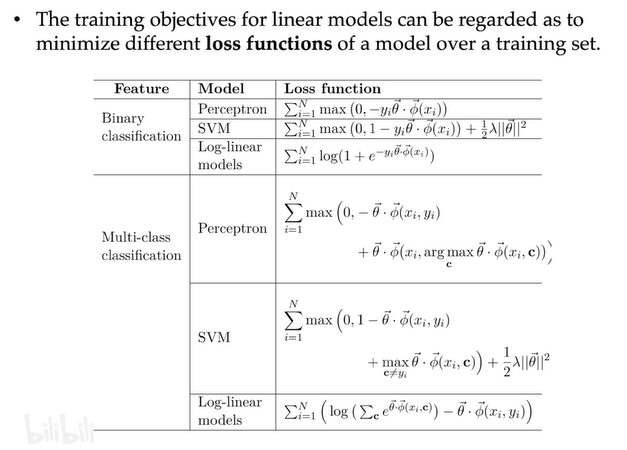 • The training objectives for linear models can be regarded as to
minimize different loss functions of a model over a training set.
Feature Model Loss function
Binary classification
Perceptron $\sum_{i=1}^{N} \max(0, -y_i\vec{\theta} \cdot \vec{\phi}(x_i))$
SVM $\sum_{i=1}^{N} \max(0, 1 - y_i\vec{\theta} \cdot \vec{\phi}(x_i)) + \frac{1}{2}\lambda||\vec{\theta}||^2$
Log-linear models $\sum_{i=1}^{N} \log(1 + e^{-y_i\vec{\theta}\cdot\vec{\phi}(x_i)})$
Multi-class classification
Perceptron $\sum_{i=1}^{N} \max\left(0, -\vec{\theta} \cdot \vec{\phi}(x_i, y_i)\right.$
$\left. + \vec{\theta} \cdot \vec{\phi}(x_i, \arg\max_{\mathbf{c}} \vec{\theta} \cdot \vec{\phi}(x_i, \mathbf{c}))\right)$
SVM $\sum_{i=1}^{N} \max\left(0, 1 - \vec{\theta} \cdot \vec{\phi}(x_i, y_i)\right.$
$\left. + \max_{\mathbf{c} \neq y_i} \vec{\theta} \cdot \vec{\phi}(x_i, \mathbf{c})\right) + \frac{1}{2}\lambda||\vec{\theta}||^2$
Log-linear models $\sum_{i=1}^{N} \left(\log\left(\sum_{\mathbf{c}} e^{\vec{\theta}\cdot\vec{\phi}(x_i, \mathbf{c})}\right) - \vec{\theta} \cdot \vec{\phi}(x_i, y_i)\right)$
bilibili